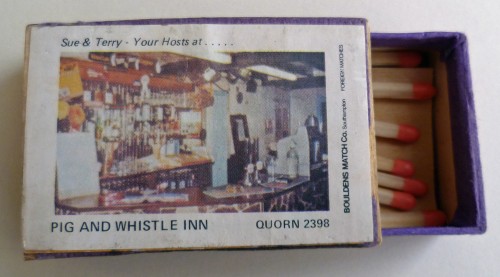 Sue & Terry - Your Hosts at . . . . .
FOREIGN MATCHES
BOULDENS MATCH Co. Southampton
PIG AND WHISTLE INN
QUORN 2398